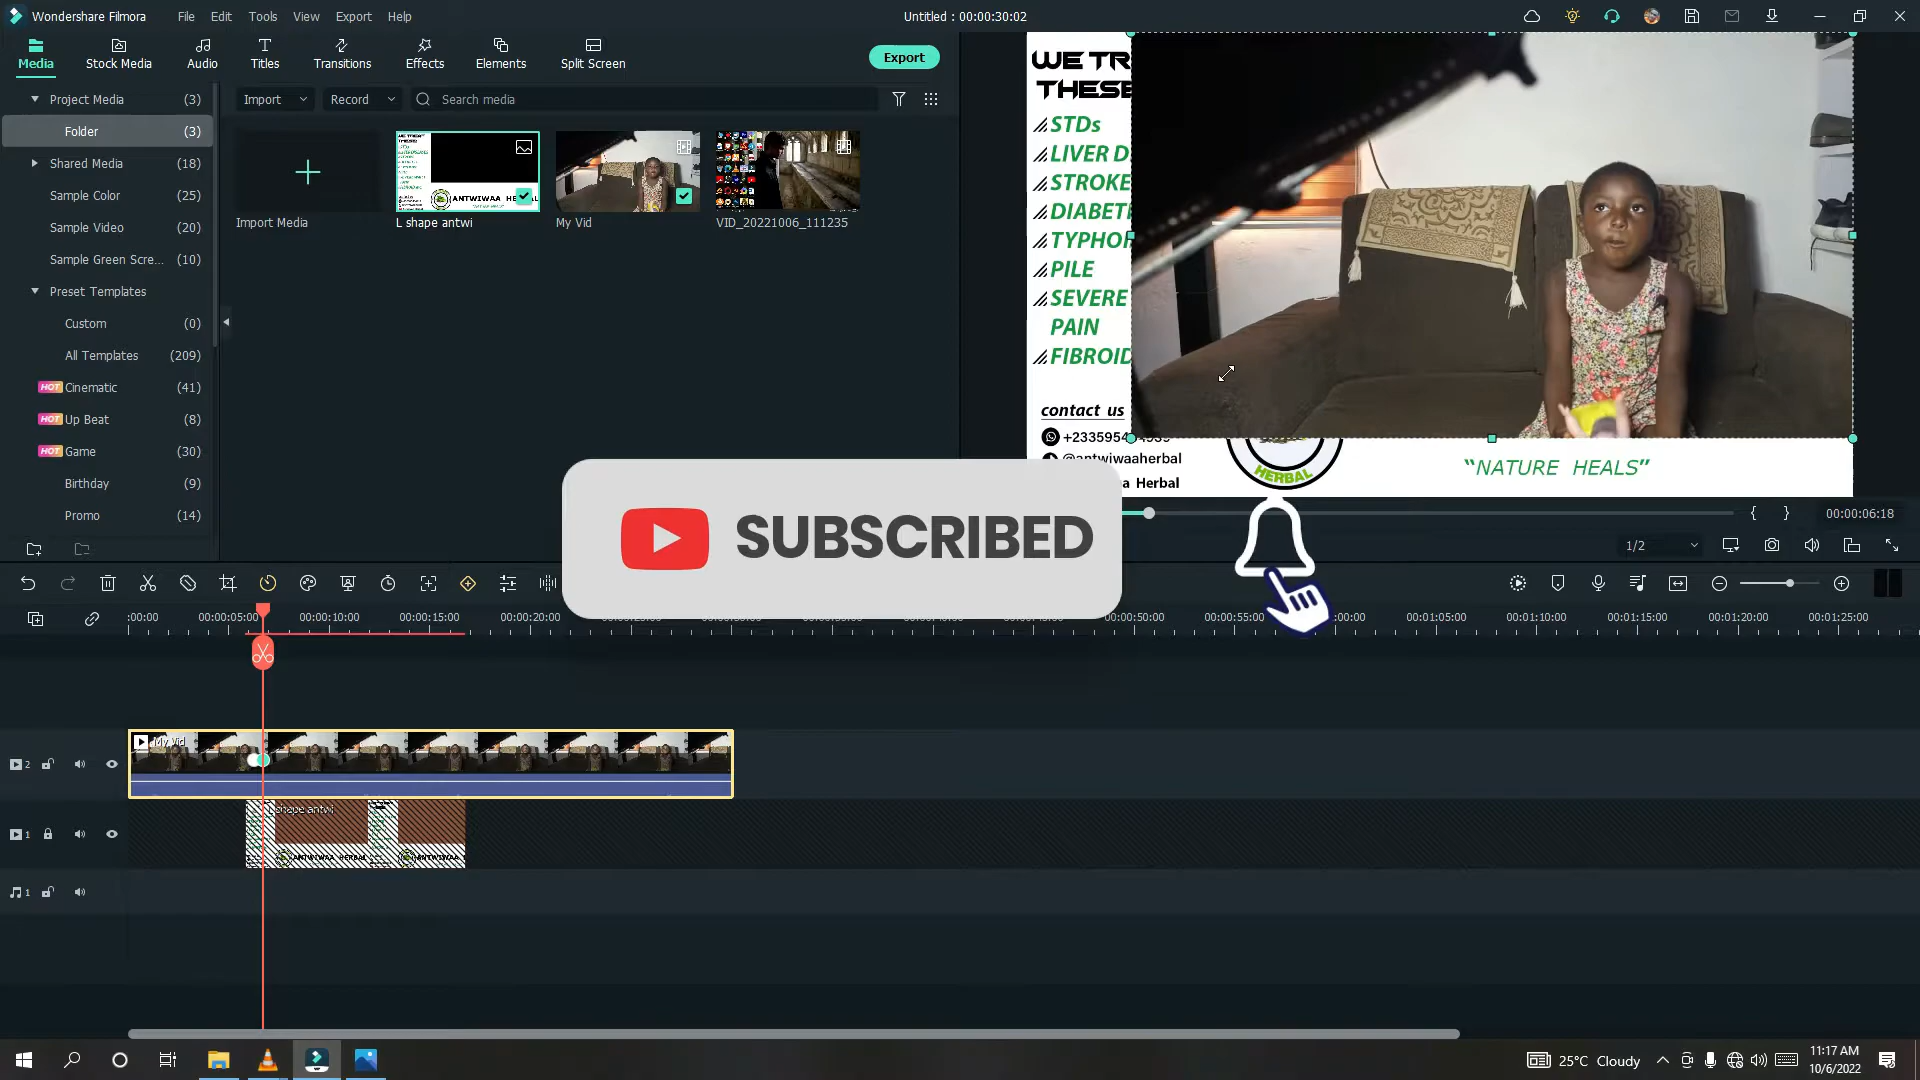 Wondershare Filmora
File Edit Tools View Export Help
Untitled : 00:00:30:02
Media
Stock Media
Audio
Titles
Transitions
Effects
Elements
Split Screen
Export
Project Media (3)
Folder (3)
Shared Media (18)
Sample Color (25)
Sample Video (20)
Sample Green Scre... (10)
Preset Templates
Custom (0)
All Templates (209)
HOT Cinematic (41)
HOT Up Beat (8)
HOT Game (30)
Birthday (9)
Promo (14)
Import
Record
Search media
Import Media
L shape antwi
My Vid
VID_20221006_111235
ANTWIWAA HERBAL
WE TR
THESE
STDs
LIVER D
STROKE
DIABET
TYPHO
PILE
SEVERE
PAIN
FIBROID
contact us
@antwiwaaherbal
a Herbal
HERBAL
"NATURE HEALS"
SUBSCRIBED
{ } 00:00:06:18
1/2
:00:00
00:00:05:00
00:00:10:00
00:00:15:00
00:00:20:00
00:00:50:00
00:00:55:00
:00:00
00:01:05:00
00:01:10:00
00:01:15:00
00:01:20:00
00:01:25:00
2
My Vid
1
L shape antwi
ANTWIWAA HERBAL
ANTWIWAA
1
25°C Cloudy
11:17 AM
10/6/2022